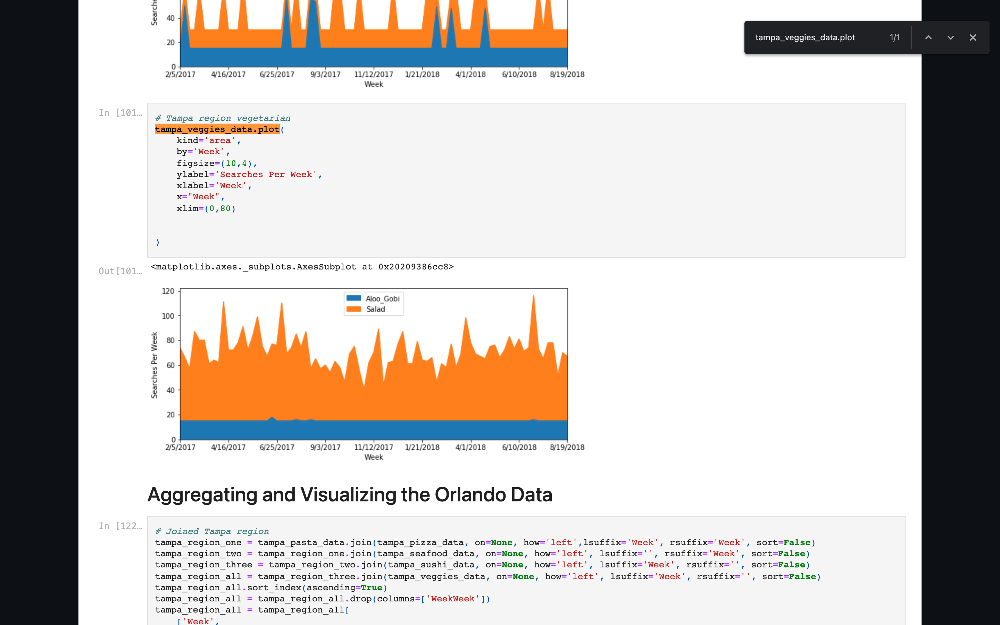 Searche
40
20
0
2/5/2017 4/16/2017 6/25/2017 9/3/2017 11/12/2017 1/21/2018 4/1/2018 6/10/2018 8/19/2018
Week
tampa_veggies_data.plot 1/1
In [101…
# Tampa region vegetarian
tampa_veggies_data.plot(
kind='area',
by='Week',
figsize=(10,4),
ylabel='Searches Per Week',
xlabel='Week',
x="Week",
xlim=(0,80)
)
Out[101…
<matplotlib.axes._subplots.AxesSubplot at 0x20209386cc8>
120
100
80
60
40
20
0
Searches Per Week
Aloo_Gobi
Salad
2/5/2017 4/16/2017 6/25/2017 9/3/2017 11/12/2017 1/21/2018 4/1/2018 6/10/2018 8/19/2018
Week
Aggregating and Visualizing the Orlando Data
In [122…
# Joined Tampa region
tampa_region_one = tampa_pasta_data.join(tampa_pizza_data, on=None, how='left',lsuffix='Week', rsuffix='Week', sort=False)
tampa_region_two = tampa_region_one.join(tampa_seafood_data, on=None, how='left', lsuffix='', rsuffix='Week', sort=False)
tampa_region_three = tampa_region_two.join(tampa_sushi_data, on=None, how='left', lsuffix='Week', rsuffix='', sort=False)
tampa_region_all = tampa_region_three.join(tampa_veggies_data, on=None, how='left', lsuffix='Week', rsuffix='', sort=False)
tampa_region_all.sort_index(ascending=True)
tampa_region_all = tampa_region_all.drop(columns=['WeekWeek'])
tampa_region_all = tampa_region_all[
['Week',